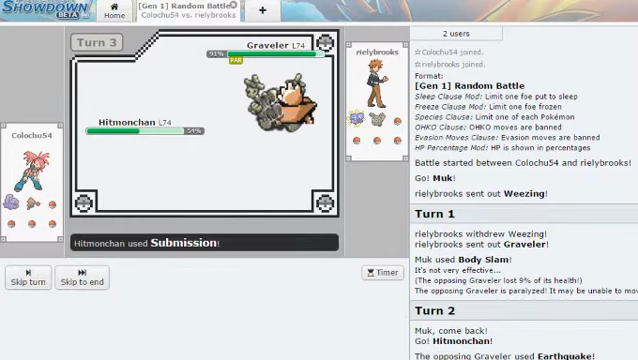 SHOWDOWN
BETA
Home
[Gen 1] Random Battle
Colochu54 vs. rielybrooks
Turn 3
Graveler L74
91%
PAR
Hitmonchan L74
54%
Colochu54
rielybrooks
Hitmonchan used Submission!
Skip turn
Skip to end
Timer
2 users
Colochu54 joined.
rielybrooks joined.
Format:
[Gen 1] Random Battle
Sleep Clause Mod: Limit one foe put to sleep
Freeze Clause Mod: Limit one foe frozen
Species Clause: Limit one of each Pokémon
OHKO Clause: OHKO moves are banned
Evasion Moves Clause: Evasion moves are banned
HP Percentage Mod: HP is shown in percentages
Battle started between Colochu54 and rielybrooks!
Go! Muk!
rielybrooks sent out Weezing!
Turn 1
rielybrooks withdrew Weezing!
rielybrooks sent out Graveler!
Muk used Body Slam!
It's not very effective...
(The opposing Graveler lost 9% of its health!)
The opposing Graveler is paralyzed! It may be unable to mov
Turn 2
Muk, come back!
Go! Hitmonchan!
The opposing Graveler used Earthquake!